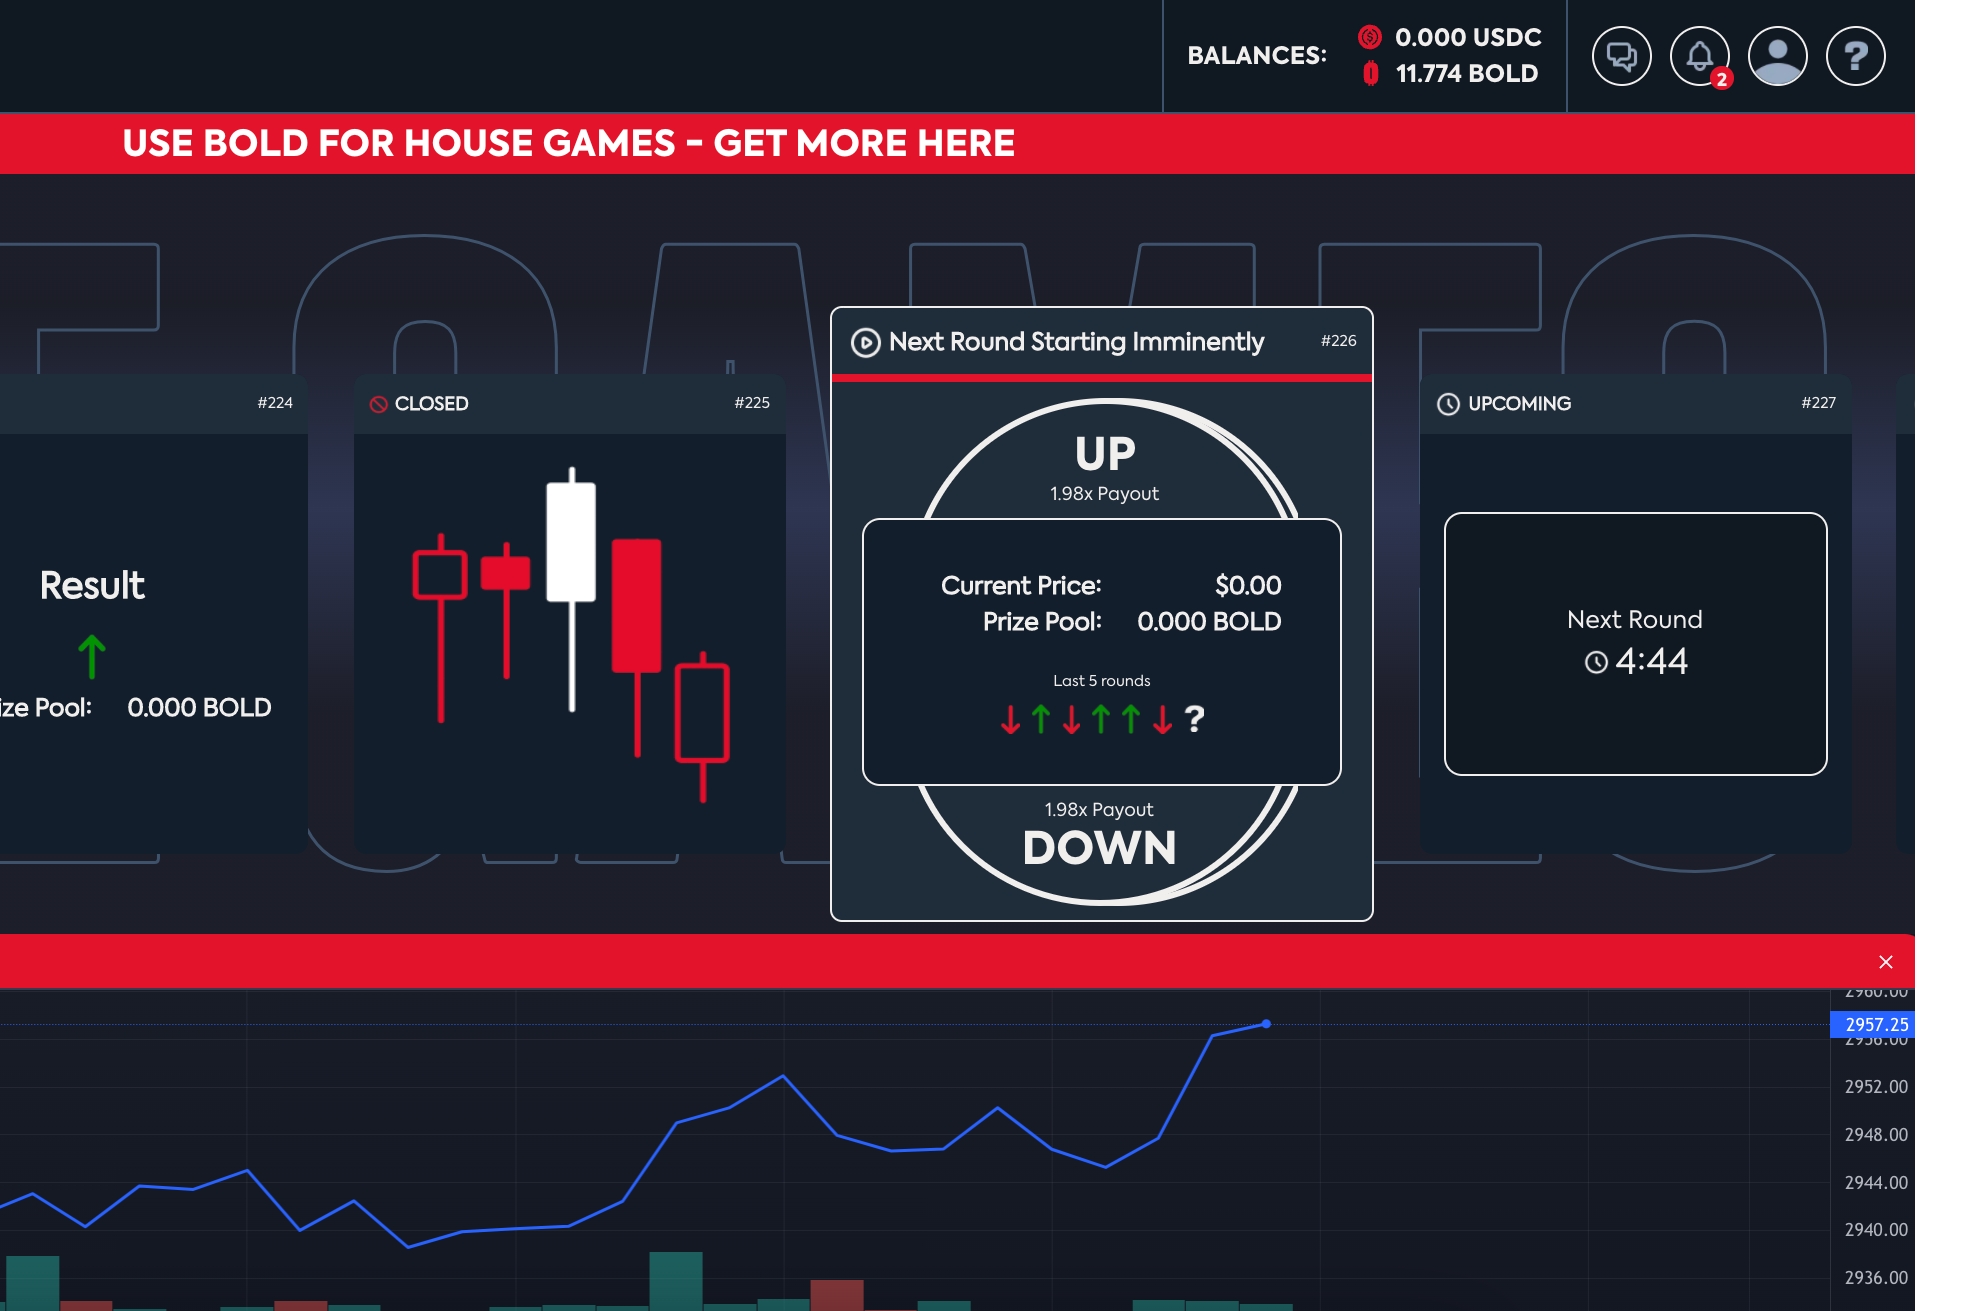 BALANCES:
0.000 USDC
11.774 BOLD
2
?
USE BOLD FOR HOUSE GAMES - GET MORE HERE
#224
Result
ize Pool: 0.000 BOLD
CLOSED #225
Next Round Starting Imminently #226
UP
1.98x Payout
Current Price: $0.00
Prize Pool: 0.000 BOLD
Last 5 rounds
?
1.98x Payout
DOWN
UPCOMING #227
Next Round
4:44
2960.00
2957.25
2956.00
2952.00
2948.00
2944.00
2940.00
2936.00